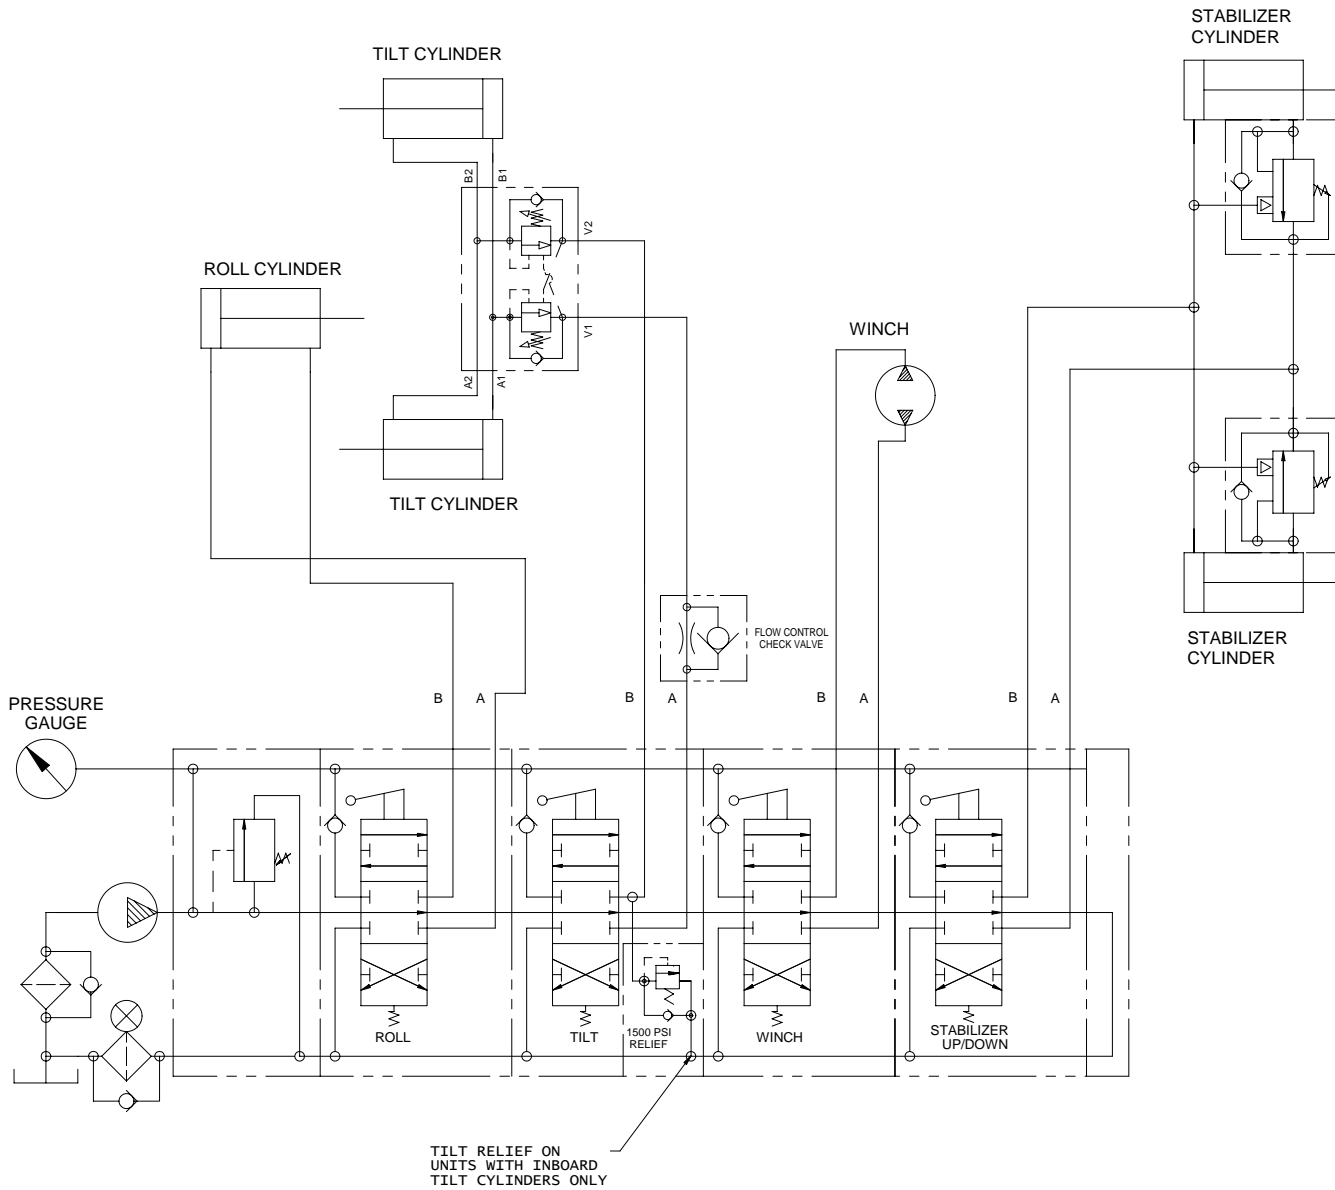 STABILIZER
CYLINDER
TILT CYLINDER
B2
B1
V2
ROLL CYLINDER
V1
WINCH
A2
A1
TILT CYLINDER
FLOW CONTROL
CHECK VALVE
STABILIZER
CYLINDER
B
A
B
A
B
A
B
A
PRESSURE
GAUGE
ROLL
TILT
1500 PSI
RELIEF
WINCH
STABILIZER
UP/DOWN
TILT RELIEF ON
UNITS WITH INBOARD
TILT CYLINDERS ONLY